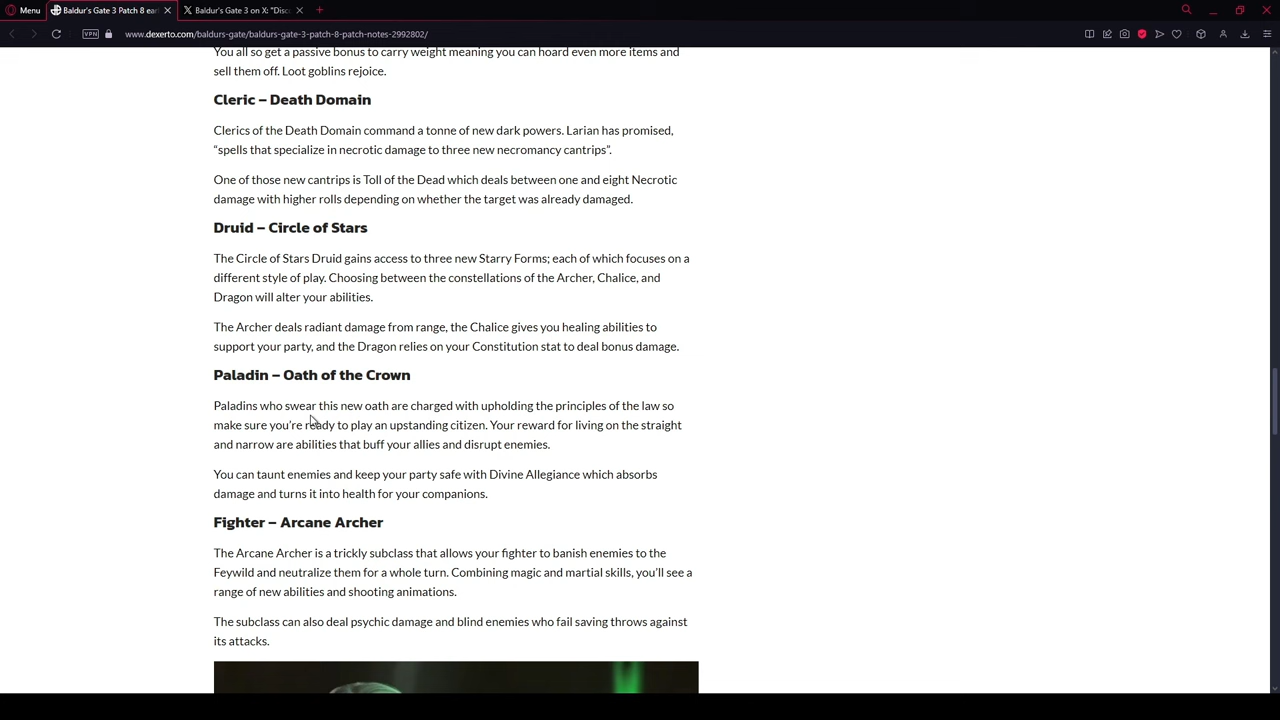 Menu
Baldur's Gate 3 Patch 8 ear
Baldur's Gate 3 on X: "Disc
VPN
www.dexerto.com/baldurs-gate/baldurs-gate-3-patch-8-patch-notes-2992802/
You all so get a passive bonus to carry weight meaning you can hoard even more items and
sell them off. Loot goblins rejoice.
Cleric – Death Domain
Clerics of the Death Domain command a tonne of new dark powers. Larian has promised,
“spells that specialize in necrotic damage to three new necromancy cantrips”.
One of those new cantrips is Toll of the Dead which deals between one and eight Necrotic
damage with higher rolls depending on whether the target was already damaged.
Druid – Circle of Stars
The Circle of Stars Druid gains access to three new Starry Forms; each of which focuses on a
different style of play. Choosing between the constellations of the Archer, Chalice, and
Dragon will alter your abilities.
The Archer deals radiant damage from range, the Chalice gives you healing abilities to
support your party, and the Dragon relies on your Constitution stat to deal bonus damage.
Paladin – Oath of the Crown
Paladins who swear this new oath are charged with upholding the principles of the law so
make sure you’re ready to play an upstanding citizen. Your reward for living on the straight
and narrow are abilities that buff your allies and disrupt enemies.
You can taunt enemies and keep your party safe with Divine Allegiance which absorbs
damage and turns it into health for your companions.
Fighter – Arcane Archer
The Arcane Archer is a trickly subclass that allows your fighter to banish enemies to the
Feywild and neutralize them for a whole turn. Combining magic and martial skills, you’ll see a
range of new abilities and shooting animations.
The subclass can also deal psychic damage and blind enemies who fail saving throws against
its attacks.